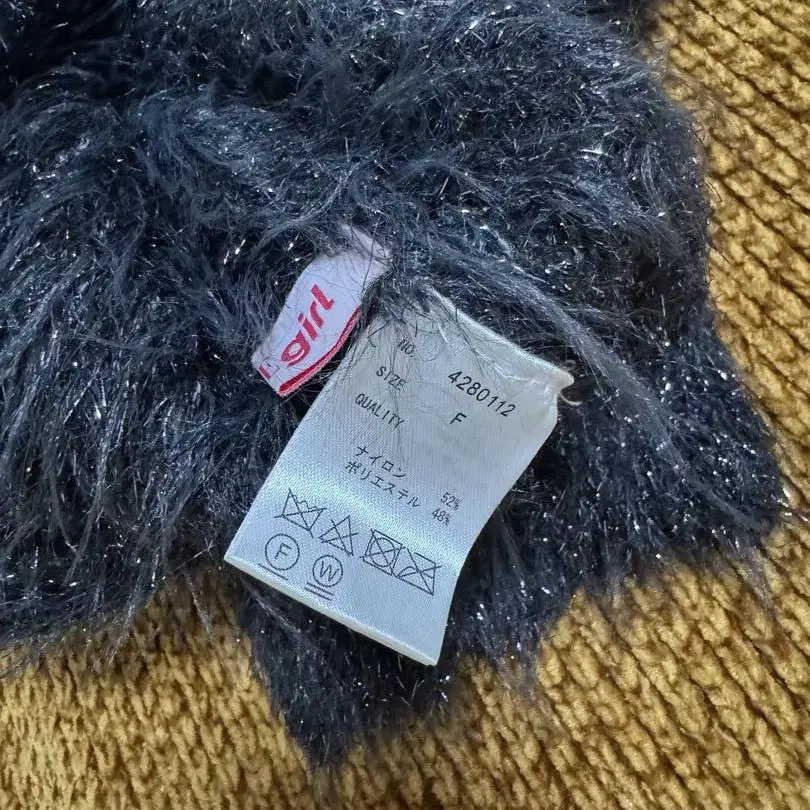 girl
NO. 4280112
SIZE F
QUALITY
ナイロン 52%
ポリエステル 48%
F W